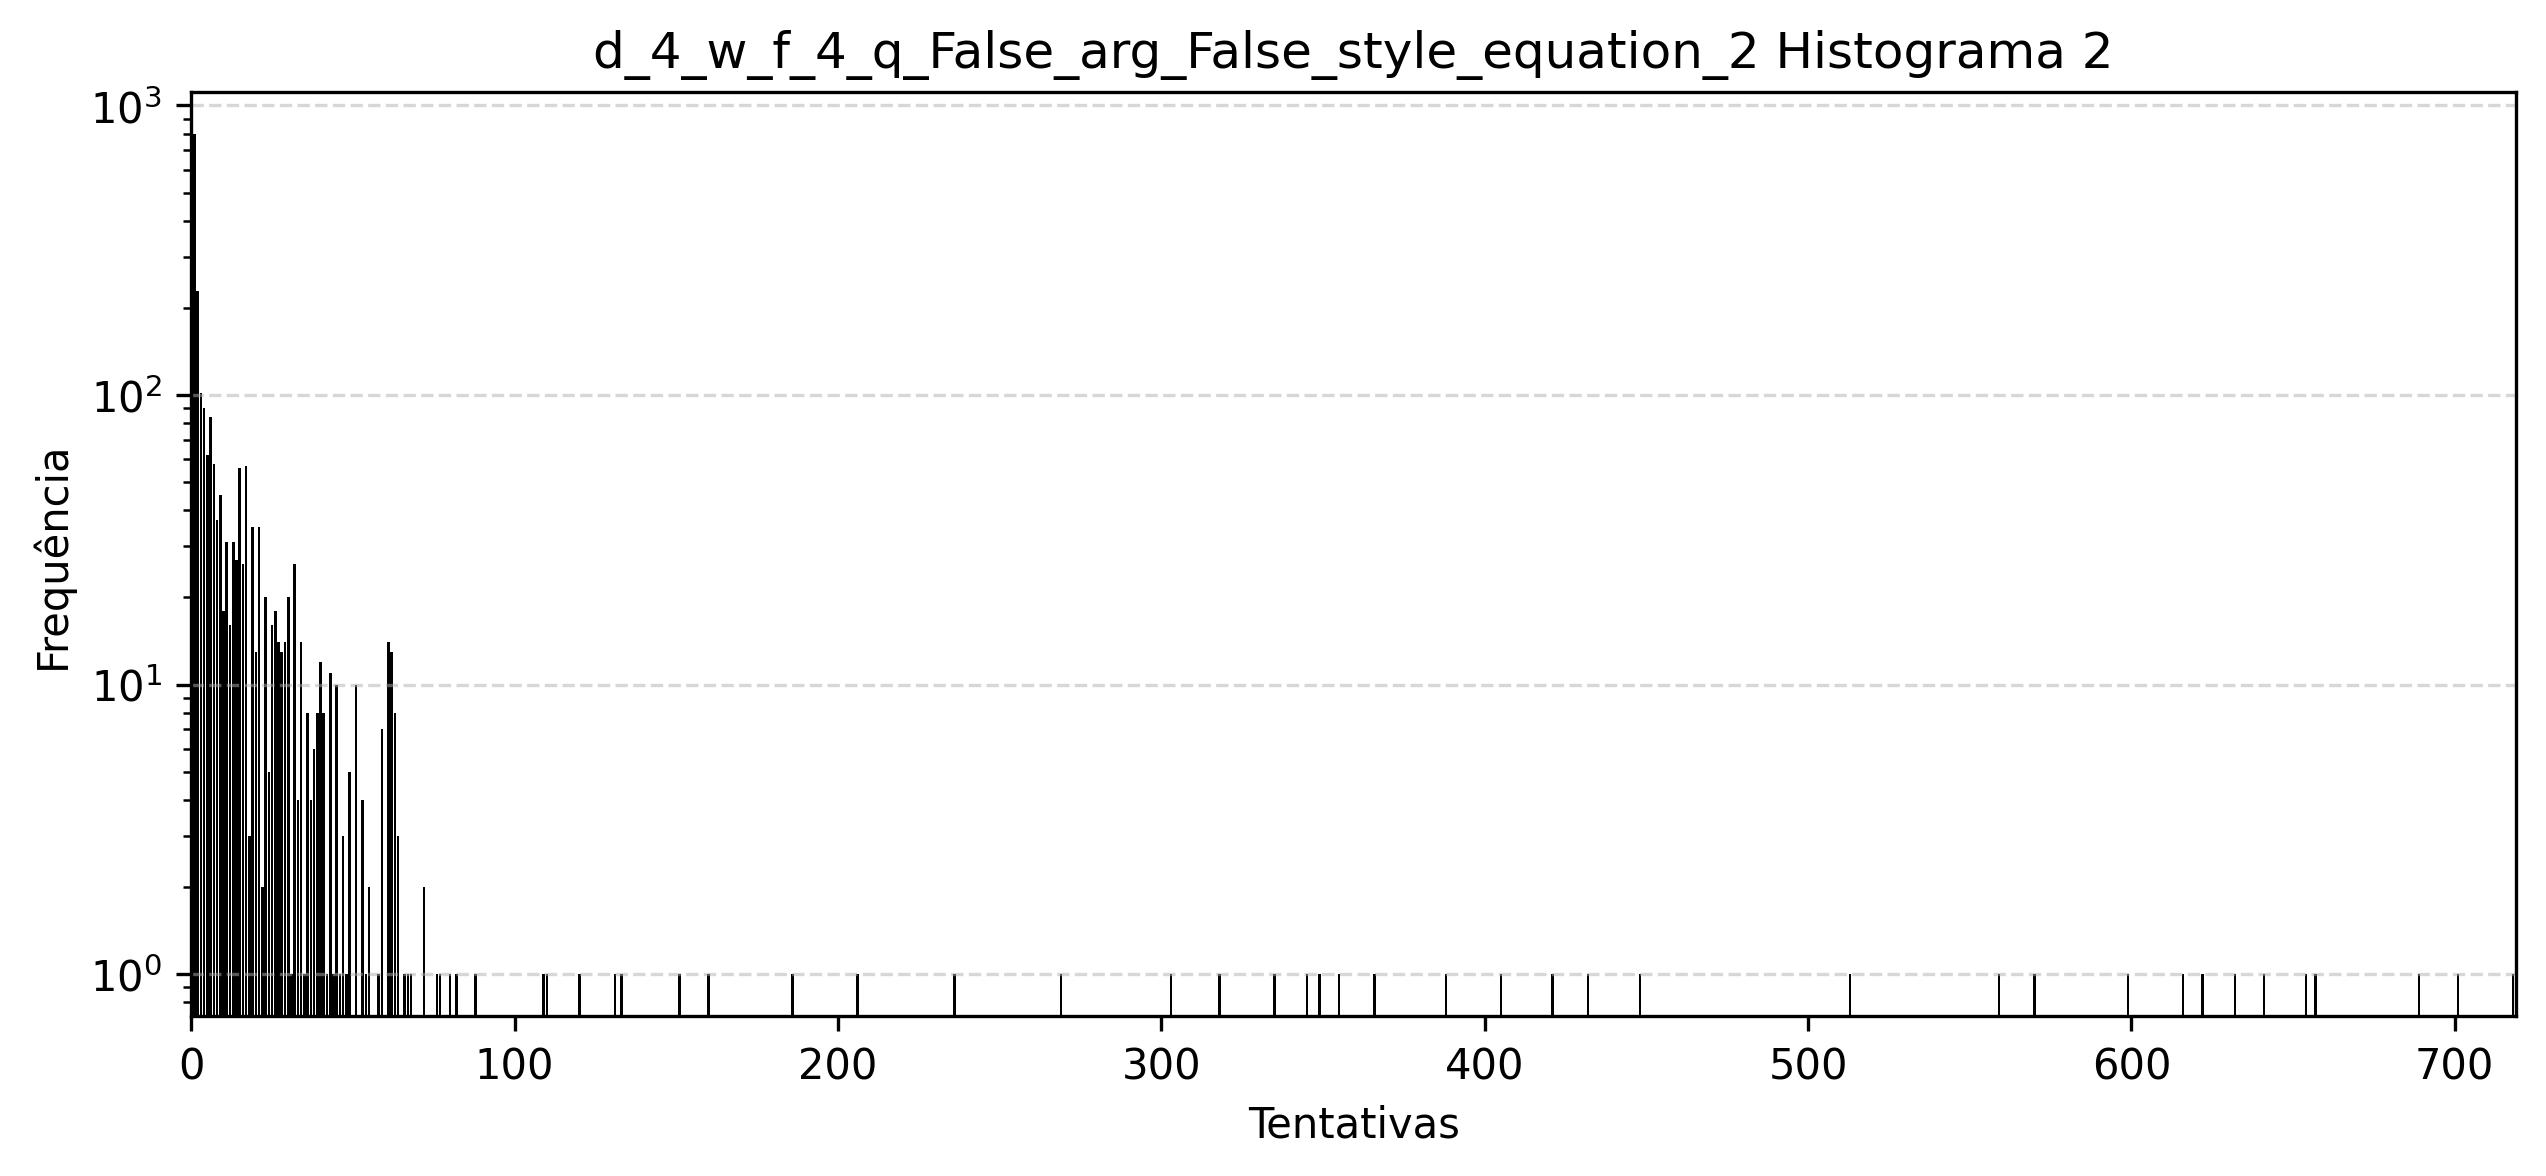 d_4_w_f_4_q_False_arg_False_style_equation_2 Histograma 2
10³
10²
10¹
10⁰
Frequência
0 100 200 300 400 500 600 700
Tentativas